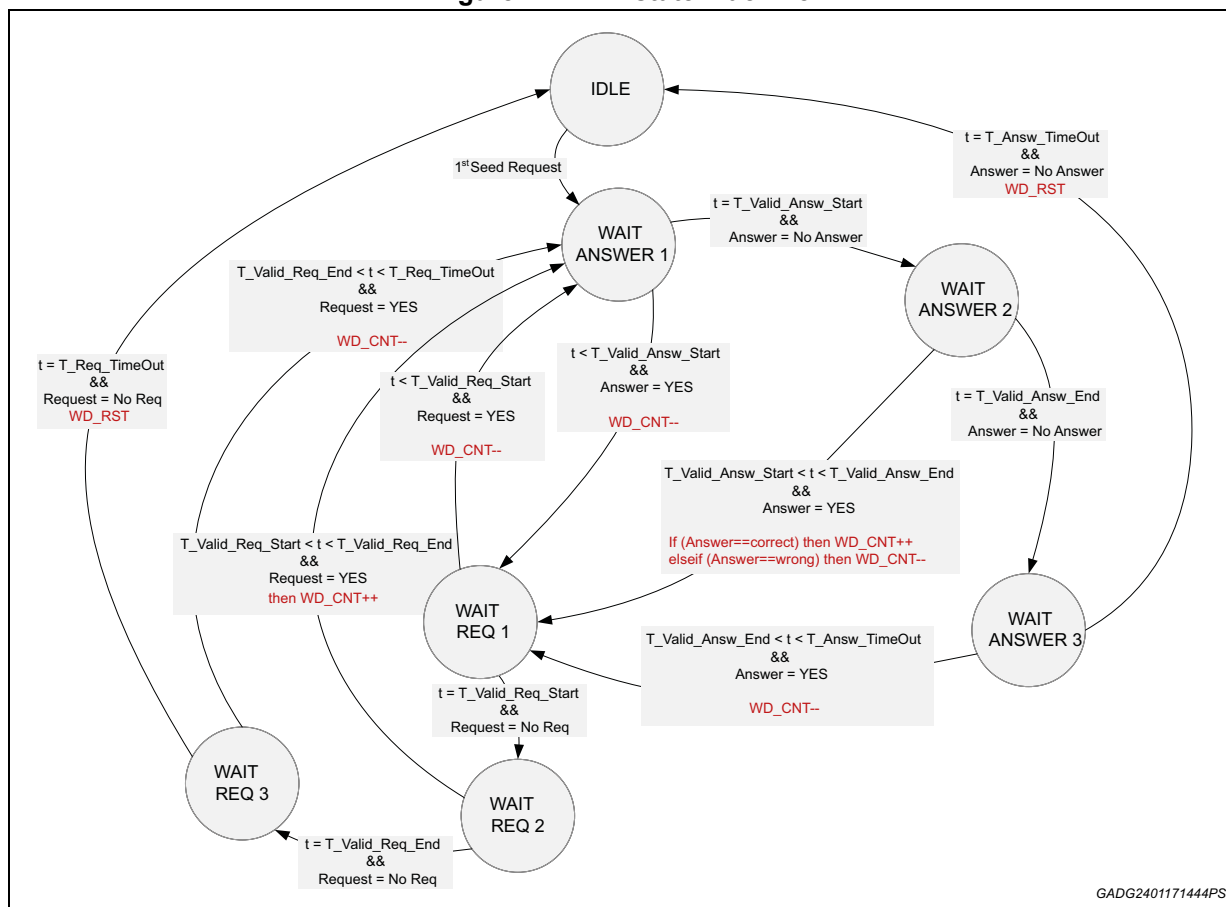 IDLE
t = T_Answ_TimeOut
&&
Answer = No Answer
WD_RST
1st Seed Request
t = T_Valid_Answ_Start
&&
Answer = No Answer
WAIT
ANSWER 1
WAIT
ANSWER 2
T_Valid_Req_End < t < T_Req_TimeOut
&&
Request = YES
WD_CNT--
t < T_Valid_Answ_Start
&&
Answer = YES
WD_CNT--
t = T_Req_TimeOut
&&
Request = No Req
WD_RST
t < T_Valid_Req_Start
&&
Request = YES
WD_CNT--
t = T_Valid_Answ_End
&&
Answer = No Answer
T_Valid_Answ_Start < t < T_Valid_Answ_End
&&
Answer = YES
If (Answer==correct) then WD_CNT++
elseif (Answer==wrong) then WD_CNT--
T_Valid_Req_Start < t < T_Valid_Req_End
&&
Request = YES
then WD_CNT++
WAIT
REQ 1
WAIT
ANSWER 3
T_Valid_Answ_End < t < T_Answ_TimeOut
&&
Answer = YES
WD_CNT--
t = T_Valid_Req_Start
&&
Request = No Req
WAIT
REQ 3
WAIT
REQ 2
t = T_Valid_Req_End
&&
Request = No Req
GADG2401171444PS